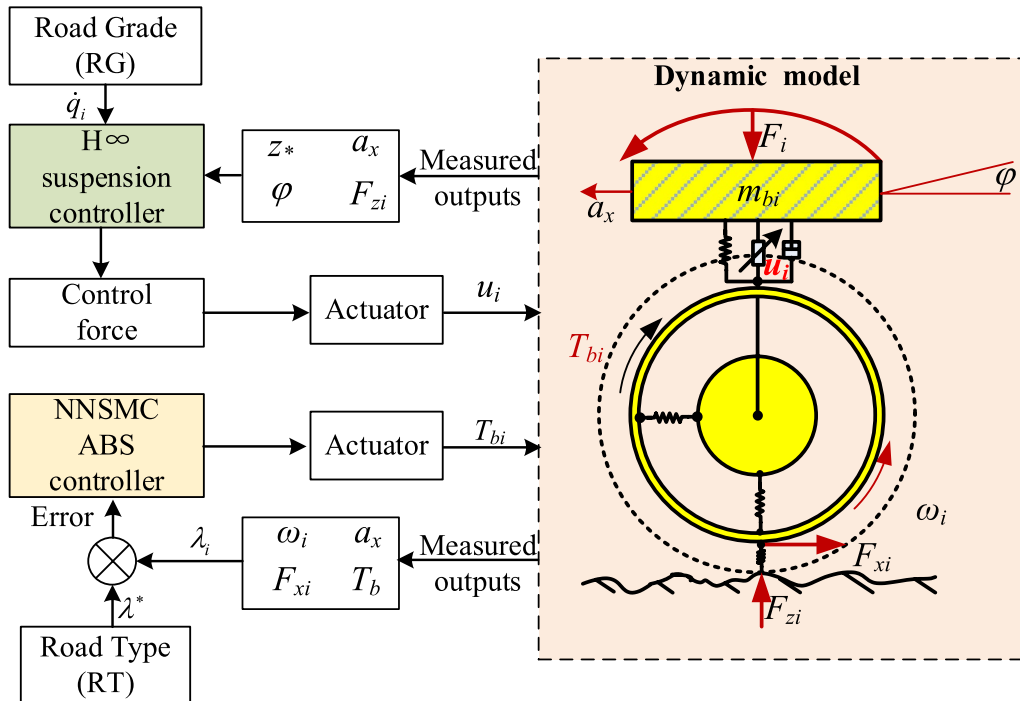 Road Grade
(RG)
q̇ᵢ
H∞
suspension
controller
z* aₓ
φ F_zi
Measured
outputs
Control
force
Actuator
uᵢ
NNSMC
ABS
controller
Actuator
T_bi
Error
λᵢ
ωᵢ aₓ
F_xi T_b
Measured
outputs
λ*
Road Type
(RT)
Dynamic model
Fᵢ
m_bi
aₓ
φ
uᵢ
T_bi
ωᵢ
F_xi
F_zi